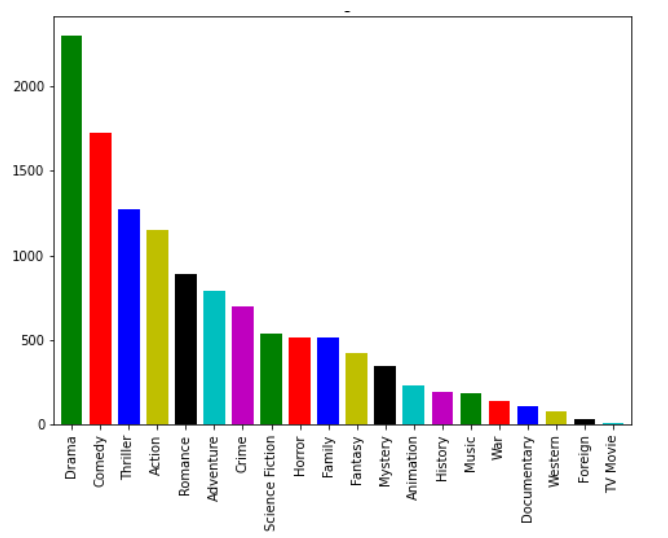 2000
1500
1000
500
0
Drama
Comedy
Thriller
Action
Romance
Adventure
Crime
Science Fiction
Horror
Family
Fantasy
Mystery
Animation
History
Music
War
Documentary
Western
Foreign
TV Movie